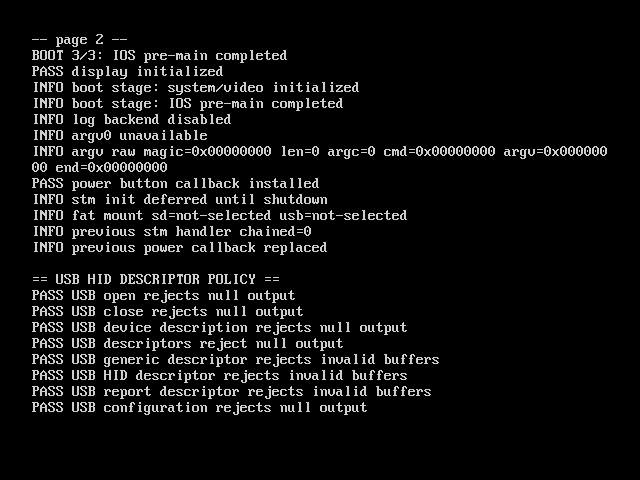 -- page 2 --
BOOT 3/3: IOS pre-main completed
PASS display initialized
INFO boot stage: system/video initialized
INFO boot stage: IOS pre-main completed
INFO log backend disabled
INFO argv0 unavailable
INFO argv raw magic=0x00000000 len=0 argc=0 cmd=0x00000000 argv=0x000000
00 end=0x00000000
PASS power button callback installed
INFO stm init deferred until shutdown
INFO fat mount sd=not-selected usb=not-selected
INFO previous stm handler chained=0
INFO previous power callback replaced
== USB HID DESCRIPTOR POLICY ==
PASS USB open rejects null output
PASS USB close rejects null output
PASS USB device description rejects null output
PASS USB descriptors reject null output
PASS USB generic descriptor rejects invalid buffers
PASS USB HID descriptor rejects invalid buffers
PASS USB report descriptor rejects invalid buffers
PASS USB configuration rejects null output